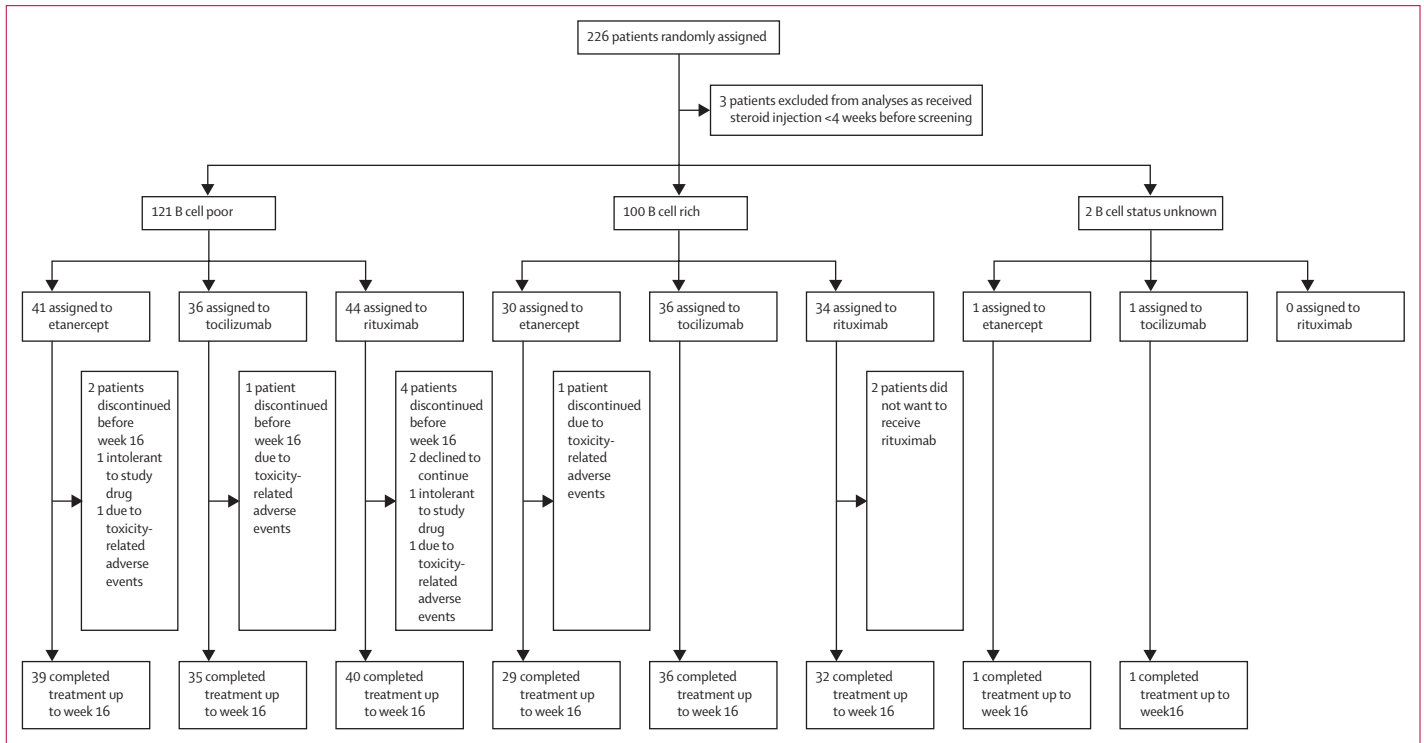 226 patients randomly assigned
3 patients excluded from analyses as received
steroid injection <4 weeks before screening
121 B cell poor
100 B cell rich
2 B cell status unknown
41 assigned to
etanercept
36 assigned to
tocilizumab
44 assigned to
rituximab
30 assigned to
etanercept
36 assigned to
tocilizumab
34 assigned to
rituximab
1 assigned to
etanercept
1 assigned to
tocilizumab
0 assigned to
rituximab
2 patients
discontinued
before
week 16
1 intolerant
to study
drug
1 due to
toxicity-
related
adverse
events
1 patient
discontinued
before
week 16
due to
toxicity-
related
adverse
events
4 patients
discontinued
before
week 16
2 declined to
continue
1 intolerant
to study
drug
1 due to
toxicity-
related
adverse
events
1 patient
discontinued
due to
toxicity-
related
adverse
events
2 patients did
not want to
receive
rituximab
39 completed
treatment up
to week 16
35 completed
treatment up
to week 16
40 completed
treatment up
to week 16
29 completed
treatment up
to week 16
36 completed
treatment up
to week 16
32 completed
treatment up
to week 16
1 completed
treatment up to
week 16
1 completed
treatment up to
week16